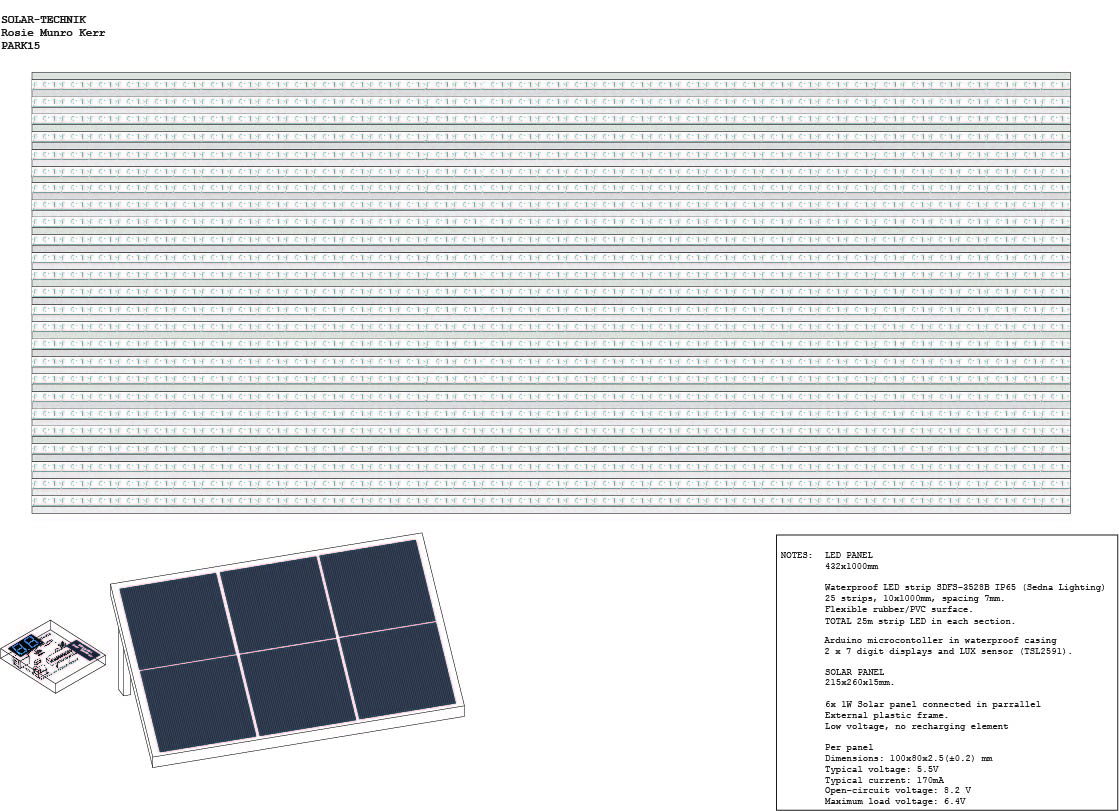 SOLAR-TECHNIK
Rosie Munro Kerr
PARK15
NOTES: LED PANEL
432x1000mm
Waterproof LED strip SDFS-3528B IP65 (Sedna Lighting)
25 strips, 10x1000mm, spacing 7mm.
Flexible rubber/PVC surface.
TOTAL 25m strip LED in each section.
Arduino microcontoller in waterproof casing
2 x 7 digit displays and LUX sensor (TSL2591).
SOLAR PANEL
215x260x15mm.
6x 1W Solar panel connected in parrallel
External plastic frame.
Low voltage, no recharging element
Per panel
Dimensions: 100x80x2.5(±0.2) mm
Typical voltage: 5.5V
Typical current: 170mA
Open-circuit voltage: 8.2 V
Maximum load voltage: 6.4V